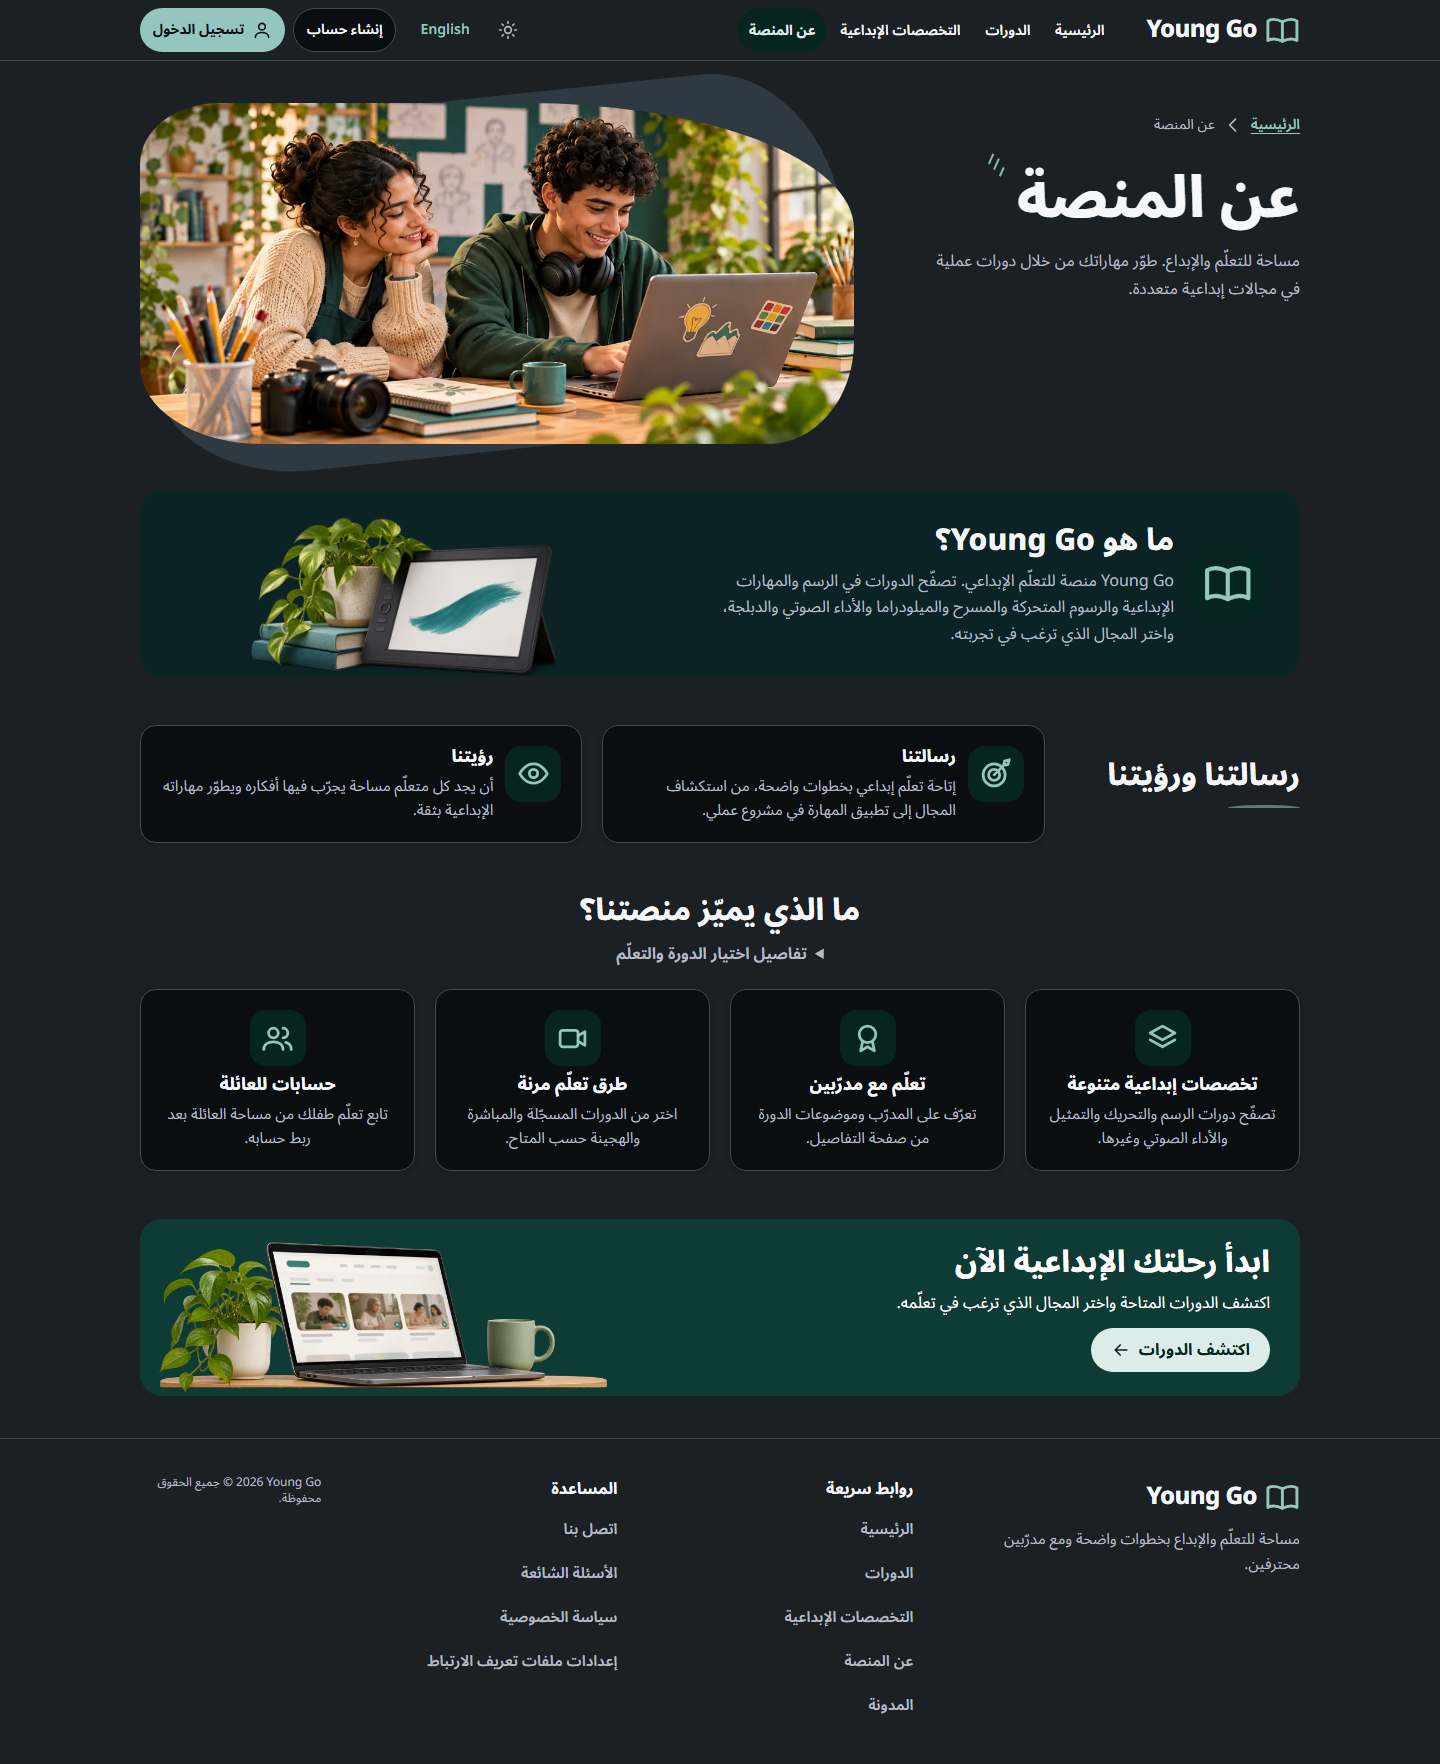 Young Go
الرئيسية
الدورات
التخصصات الإبداعية
عن المنصة
English
إنشاء حساب
تسجيل الدخول
الرئيسية
عن المنصة
عن المنصة
مساحة للتعلّم والإبداع. طوّر مهاراتك من خلال دورات عملية
في مجالات إبداعية متعددة.
ما هو Young Go؟
Young Go منصة للتعلّم الإبداعي. تصفّح الدورات في الرسم والمهارات
الإبداعية والرسوم المتحركة والمسرح والميلودراما والأداء الصوتي والدبلجة،
واختر المجال الذي ترغب في تجربته.
رسالتنا ورؤيتنا
رسالتنا
إتاحة تعلّم إبداعي بخطوات واضحة، من استكشاف
المجال إلى تطبيق المهارة في مشروع عملي.
رؤيتنا
أن يجد كل متعلّم مساحة يجرّب فيها أفكاره ويطوّر مهاراته
الإبداعية بثقة.
ما الذي يميّز منصتنا؟
تفاصيل اختيار الدورة والتعلّم
تخصصات إبداعية متنوعة
تصفّح دورات الرسم والتحريك والتمثيل
والأداء الصوتي وغيرها.
تعلّم مع مدرّبين
تعرّف على المدرّب وموضوعات الدورة
من صفحة التفاصيل.
طرق تعلّم مرنة
اختر من الدورات المسجّلة والمباشرة
والهجينة حسب المتاح.
حسابات للعائلة
تابع تعلّم طفلك من مساحة العائلة بعد
ربط حسابه.
ابدأ رحلتك الإبداعية الآن
اكتشف الدورات المتاحة واختر المجال الذي ترغب في تعلّمه.
اكتشف الدورات
Young Go
مساحة للتعلّم والإبداع بخطوات واضحة ومع مدرّبين
محترفين.
روابط سريعة
الرئيسية
الدورات
التخصصات الإبداعية
عن المنصة
المدونة
المساعدة
اتصل بنا
الأسئلة الشائعة
سياسة الخصوصية
إعدادات ملفات تعريف الارتباط
Young Go 2026 © جميع الحقوق
محفوظة.